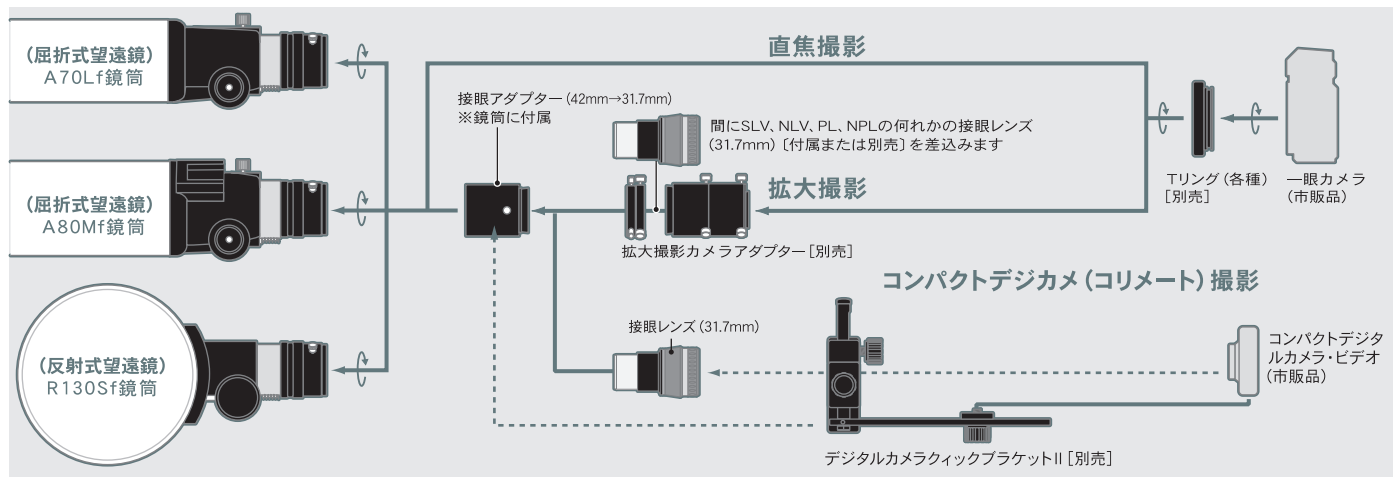 （屈折式望遠鏡）
A70Lf鏡筒
（屈折式望遠鏡）
A80Mf鏡筒
（反射式望遠鏡）
R130Sf鏡筒
直焦撮影
接眼アダプター（42mm→31.7mm）
※鏡筒に付属
間にSLV、NLV、PL、NPLの何れかの接眼レンズ
（31.7mm）［付属または別売］を差込みます
拡大撮影
拡大撮影カメラアダプター［別売］
Tリング（各種）
［別売］
一眼カメラ
（市販品）
コンパクトデジカメ（コリメート）撮影
接眼レンズ（31.7mm）
コンパクトデジタ
ルカメラ・ビデオ
（市販品）
デジタルカメラクィックブラケットII［別売］